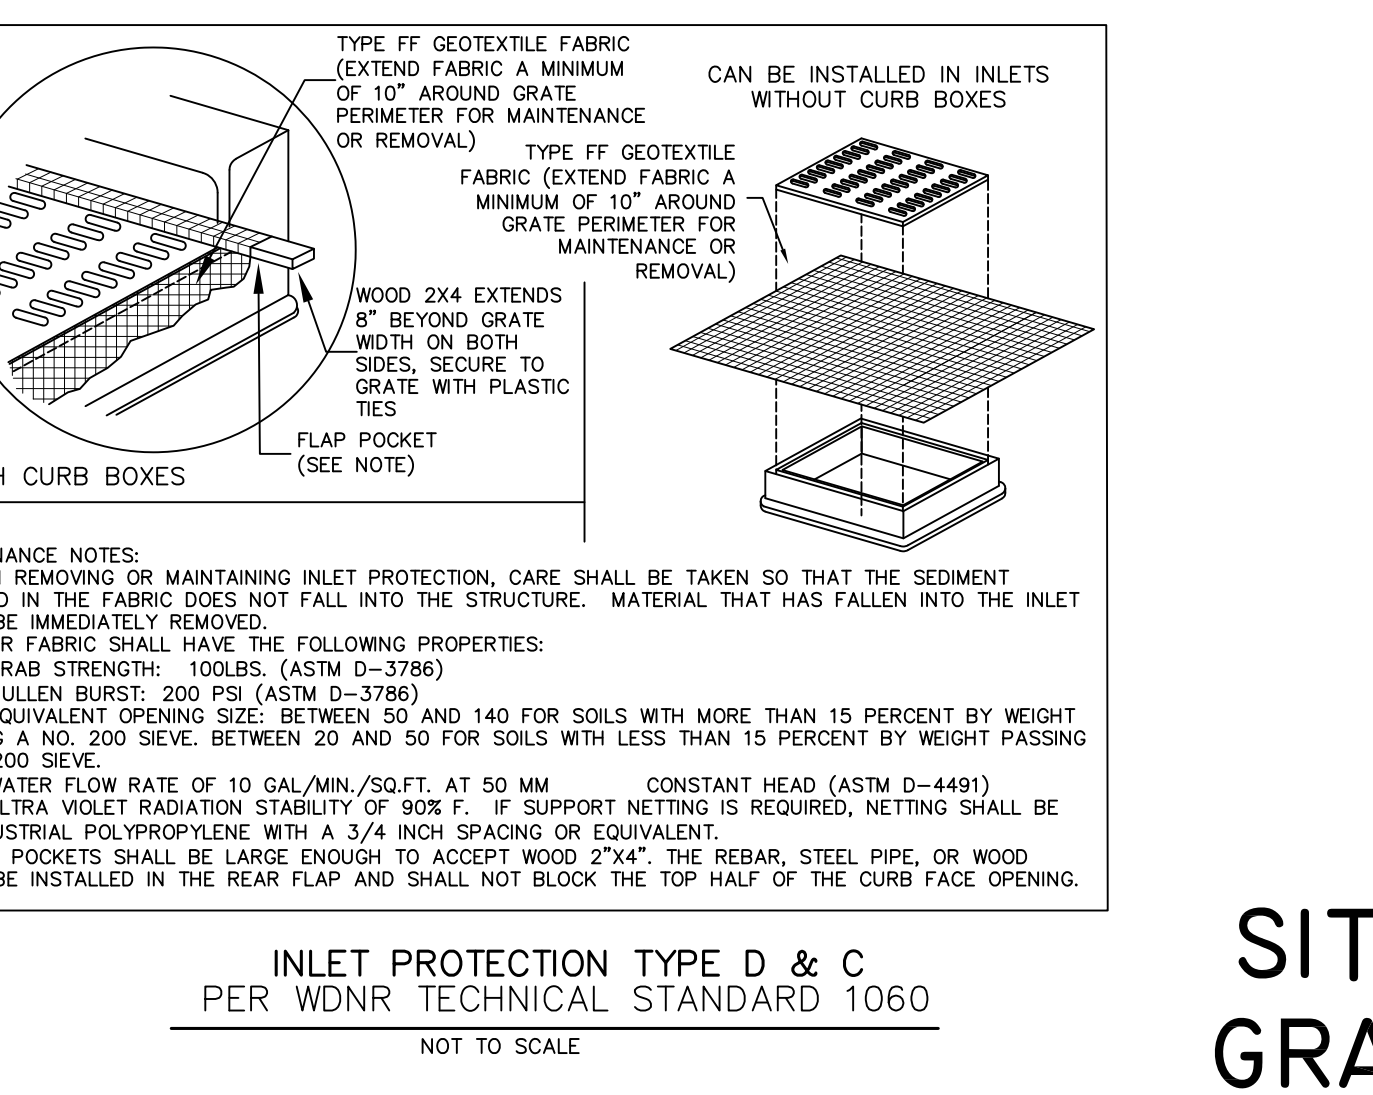 TYPE FF GEOTEXTILE FABRIC
(EXTEND FABRIC A MINIMUM
OF 10" AROUND GRATE
PERIMETER FOR MAINTENANCE
OR REMOVAL)
CAN BE INSTALLED IN INLETS
WITHOUT CURB BOXES
TYPE FF GEOTEXTILE
FABRIC (EXTEND FABRIC A
MINIMUM OF 10" AROUND
GRATE PERIMETER FOR
MAINTENANCE OR
REMOVAL)
WOOD 2X4 EXTENDS
8" BEYOND GRATE
WIDTH ON BOTH
SIDES, SECURE TO
GRATE WITH PLASTIC
TIES
FLAP POCKET
(SEE NOTE)
H CURB BOXES
NANCE NOTES:
REMOVING OR MAINTAINING INLET PROTECTION, CARE SHALL BE TAKEN SO THAT THE SEDIMENT
D IN THE FABRIC DOES NOT FALL INTO THE STRUCTURE. MATERIAL THAT HAS FALLEN INTO THE INLET
BE IMMEDIATELY REMOVED.
R FABRIC SHALL HAVE THE FOLLOWING PROPERTIES:
RAB STRENGTH: 100LBS. (ASTM D-3786)
ULLEN BURST: 200 PSI (ASTM D-3786)
QUIVALENT OPENING SIZE: BETWEEN 50 AND 140 FOR SOILS WITH MORE THAN 15 PERCENT BY WEIGHT
G A NO. 200 SIEVE. BETWEEN 20 AND 50 FOR SOILS WITH LESS THAN 15 PERCENT BY WEIGHT PASSING
200 SIEVE.
WATER FLOW RATE OF 10 GAL/MIN./SQ.FT. AT 50 MM CONSTANT HEAD (ASTM D-4491)
LTRA VIOLET RADIATION STABILITY OF 90% F. IF SUPPORT NETTING IS REQUIRED, NETTING SHALL BE
USTRIAL POLYPROPYLENE WITH A 3/4 INCH SPACING OR EQUIVALENT.
POCKETS SHALL BE LARGE ENOUGH TO ACCEPT WOOD 2"X4". THE REBAR, STEEL PIPE, OR WOOD
BE INSTALLED IN THE REAR FLAP AND SHALL NOT BLOCK THE TOP HALF OF THE CURB FACE OPENING.
INLET PROTECTION TYPE D & C
PER WDNR TECHNICAL STANDARD 1060
NOT TO SCALE
SIT
GRA